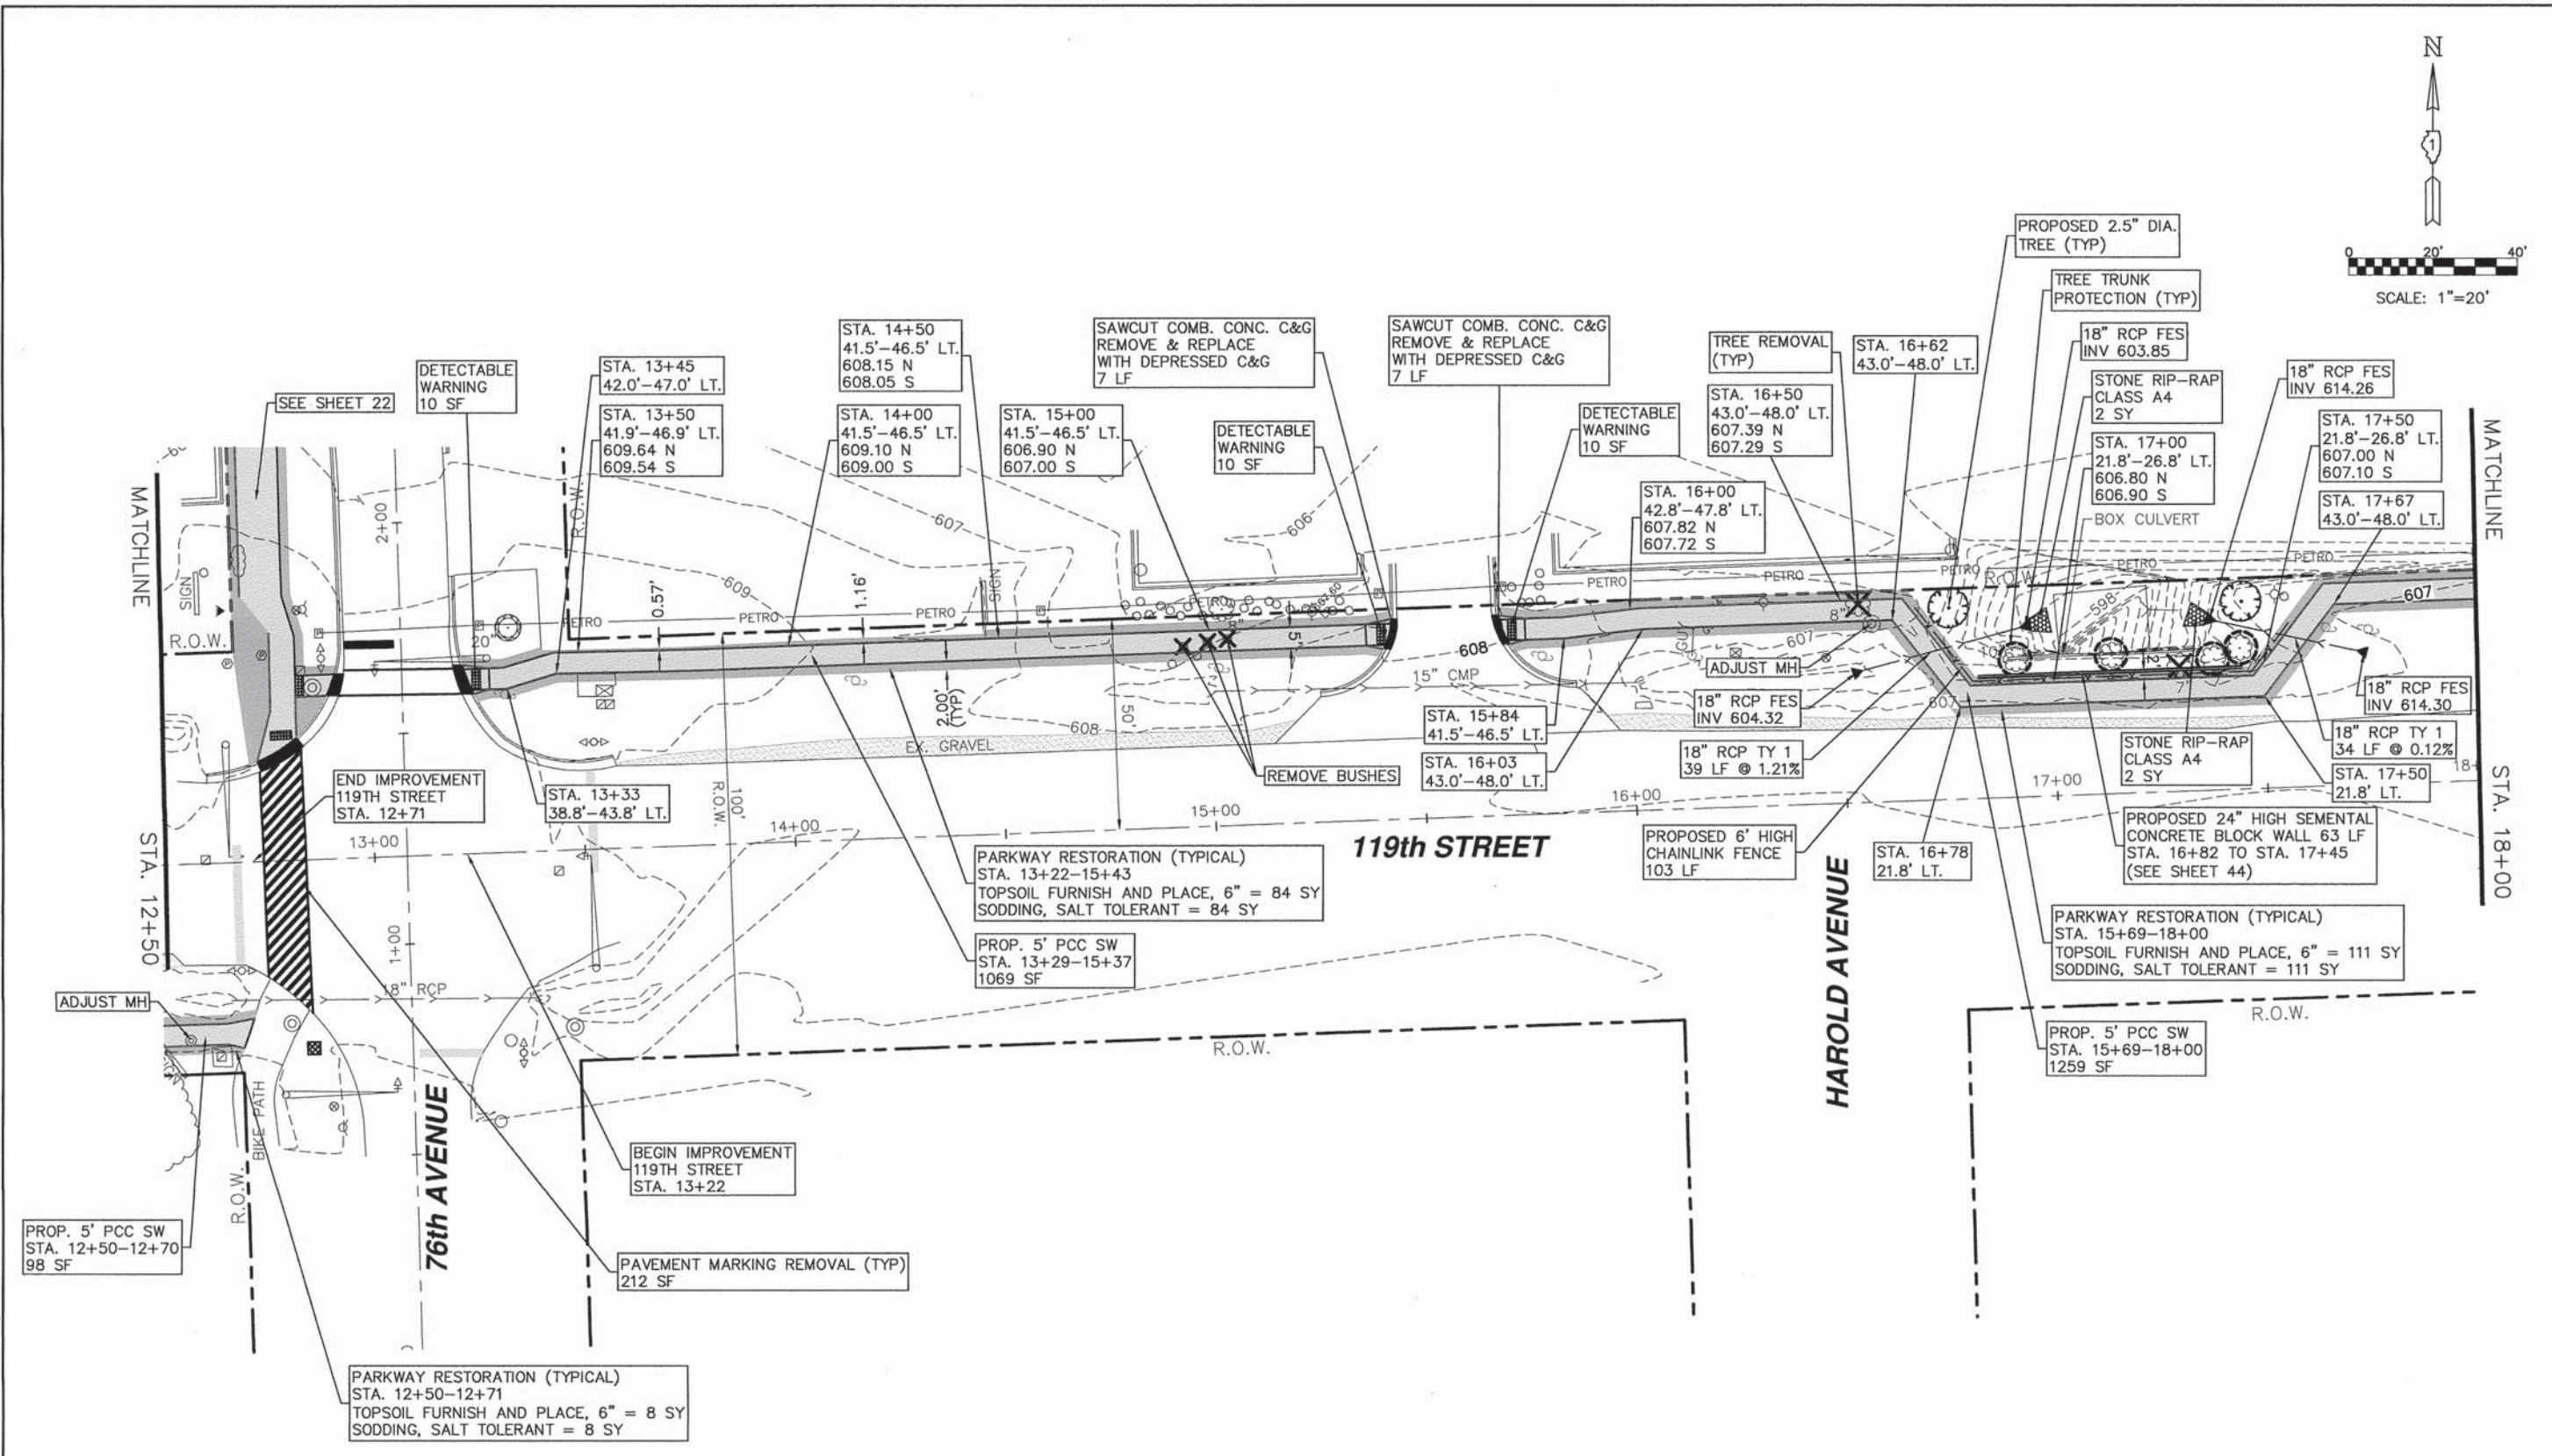 N
1
0 20' 40'
SCALE: 1"=20'
PROPOSED 2.5" DIA.
TREE (TYP)
TREE TRUNK
PROTECTION (TYP)
18" RCP FES
INV 603.85
STONE RIP-RAP
CLASS A4
2 SY
18" RCP FES
INV 614.26
STA. 17+00
21.8'-26.8' LT.
606.80 N
606.90 S
BOX CULVERT
STA. 17+50
21.8'-26.8' LT.
607.00 N
607.10 S
STA. 17+67
43.0'-48.0' LT.
MATCHLINE
STA. 18+00
SEE SHEET 22
DETECTABLE
WARNING
10 SF
STA. 13+45
42.0'-47.0' LT.
STA. 13+50
41.9'-46.9' LT.
609.64 N
609.54 S
STA. 14+50
41.5'-46.5' LT.
608.15 N
608.05 S
STA. 14+00
41.5'-46.5' LT.
609.10 N
609.00 S
STA. 15+00
41.5'-46.5' LT.
606.90 N
607.00 S
SAWCUT COMB. CONC. C&G
REMOVE & REPLACE
WITH DEPRESSED C&G
7 LF
DETECTABLE
WARNING
10 SF
SAWCUT COMB. CONC. C&G
REMOVE & REPLACE
WITH DEPRESSED C&G
7 LF
DETECTABLE
WARNING
10 SF
TREE REMOVAL
(TYP)
STA. 16+50
43.0'-48.0' LT.
607.39 N
607.29 S
STA. 16+62
43.0'-48.0' LT.
STA. 16+00
42.8'-47.8' LT.
607.82 N
607.72 S
MATCHLINE
STA. 12+50
SIGN
R.O.W.
2+00
R.O.W.
607
606
609
SIGN
PETRO
PETRO
PETRO
PETRO
PETRO
PETRO
PETRO
PETRO
PETRO
PETRO
R.O.W.
598
607
20"
0.57'
1.16'
8"
5'
608
8"
607
10"
2'
7"
607
2.00'
(TYP)
50'
15" CMP
608
EX. GRAVEL
ADJUST MH
18" RCP FES
INV 604.32
18" RCP TY 1
39 LF @ 1.21%
STA. 15+84
41.5'-46.5' LT.
STA. 16+03
43.0'-48.0' LT.
REMOVE BUSHES
18" RCP FES
INV 614.30
18" RCP TY 1
34 LF @ 0.12%
STONE RIP-RAP
CLASS A4
2 SY
STA. 17+50
21.8' LT.
END IMPROVEMENT
119TH STREET
STA. 12+71
STA. 13+33
38.8'-43.8' LT.
100'
R.O.W.
13+00
14+00
15+00
16+00
17+00
18+
119th STREET
PROPOSED 6' HIGH
CHAINLINK FENCE
103 LF
STA. 16+78
21.8' LT.
PROPOSED 24" HIGH SEMENTAL
CONCRETE BLOCK WALL 63 LF
STA. 16+82 TO STA. 17+45
(SEE SHEET 44)
PARKWAY RESTORATION (TYPICAL)
STA. 13+22-15+43
TOPSOIL FURNISH AND PLACE, 6" = 84 SY
SODDING, SALT TOLERANT = 84 SY
PROP. 5' PCC SW
STA. 13+29-15+37
1069 SF
HAROLD AVENUE
PARKWAY RESTORATION (TYPICAL)
STA. 15+69-18+00
TOPSOIL FURNISH AND PLACE, 6" = 111 SY
SODDING, SALT TOLERANT = 111 SY
PROP. 5' PCC SW
STA. 15+69-18+00
1259 SF
R.O.W.
R.O.W.
1+00
18" RCP
ADJUST MH
BIKE PATH
R.O.W.
76th AVENUE
BEGIN IMPROVEMENT
119TH STREET
STA. 13+22
PAVEMENT MARKING REMOVAL (TYP)
212 SF
PROP. 5' PCC SW
STA. 12+50-12+70
98 SF
PARKWAY RESTORATION (TYPICAL)
STA. 12+50-12+71
TOPSOIL FURNISH AND PLACE, 6" = 8 SY
SODDING, SALT TOLERANT = 8 SY